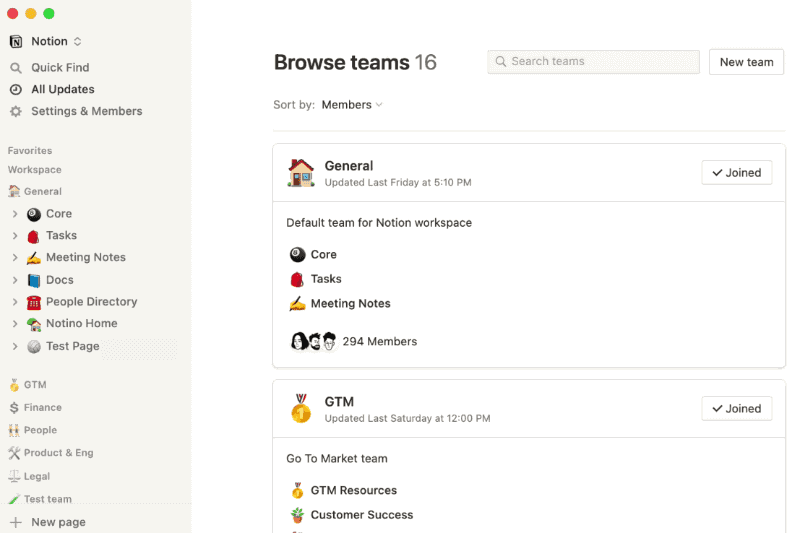 Notion
Quick Find
All Updates
Settings & Members
Favorites
Workspace
General
Core
Tasks
Meeting Notes
Docs
People Directory
Notino Home
Test Page
GTM
$ Finance
People
Product & Eng
Legal
Test team
+ New page
Browse teams 16
Search teams
New team
Sort by: Members
General
Updated Last Friday at 5:10 PM
Joined
Default team for Notion workspace
Core
Tasks
Meeting Notes
294 Members
GTM
Updated Last Saturday at 12:00 PM
Joined
Go To Market team
GTM Resources
Customer Success